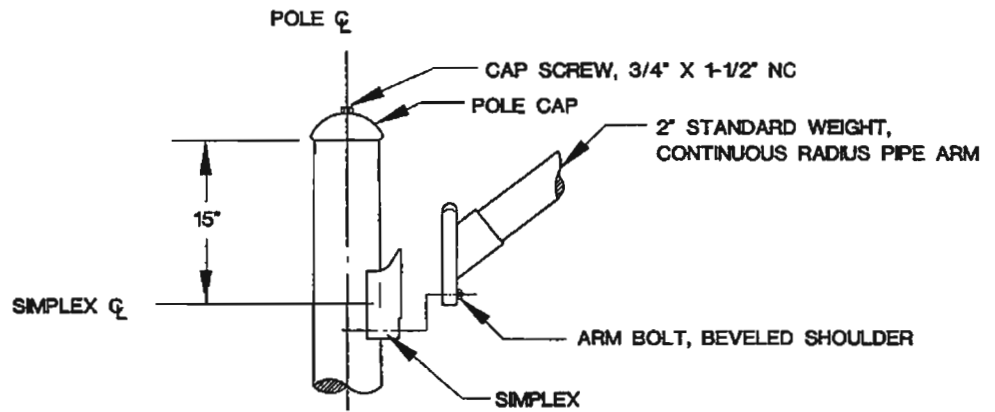 POLE ℄
CAP SCREW, 3/4" X 1-1/2" NC
POLE CAP
2" STANDARD WEIGHT,
CONTINUOUS RADIUS PIPE ARM
15"
SIMPLEX ℄
ARM BOLT, BEVELED SHOULDER
SIMPLEX